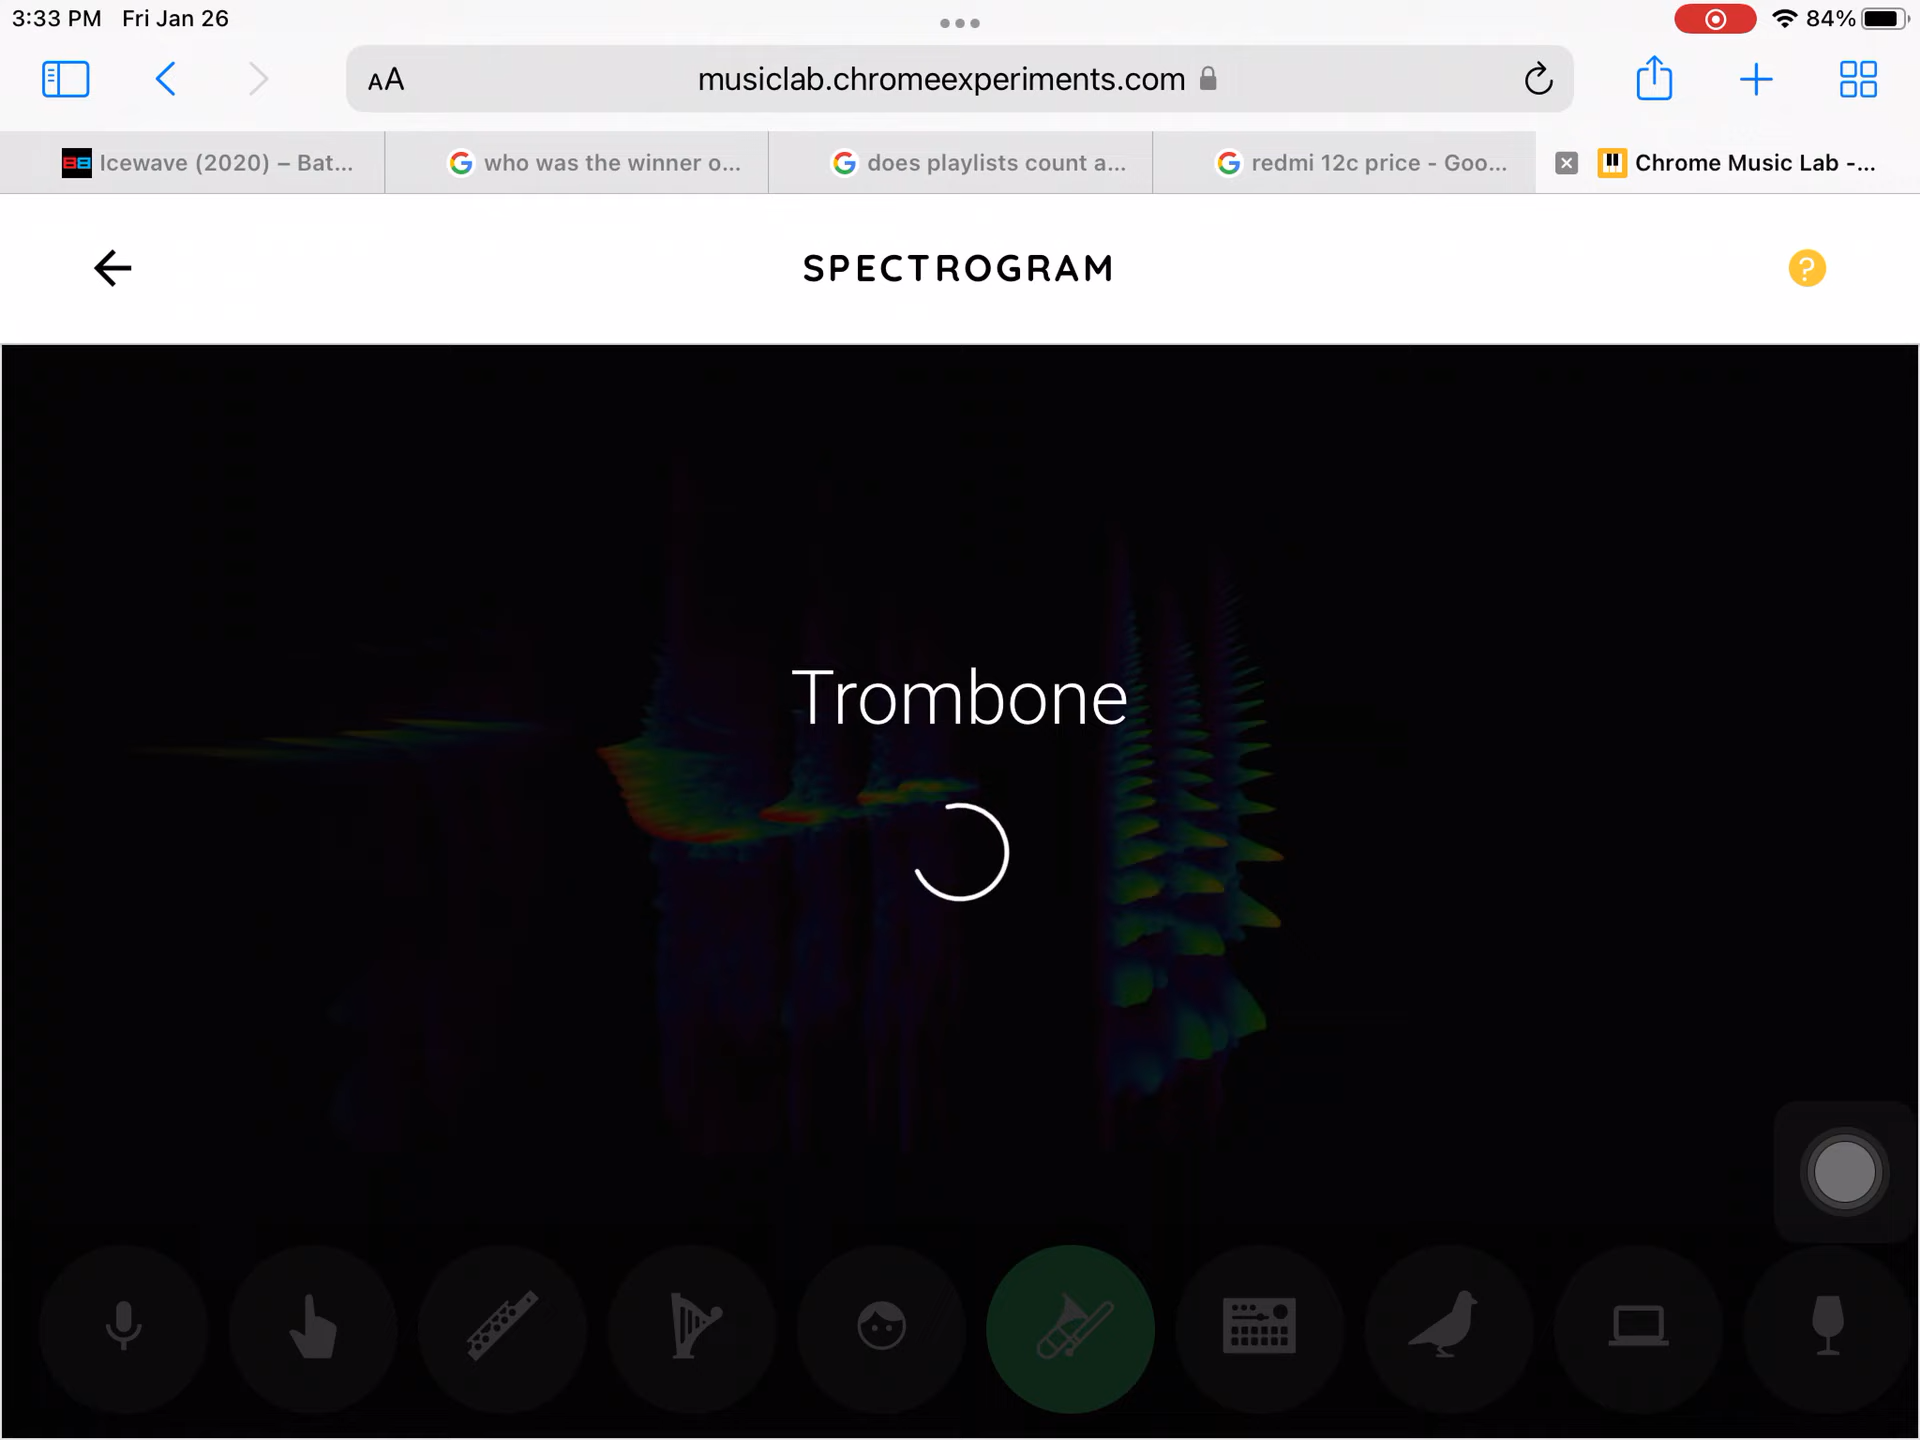 3:33 PM Fri Jan 26
84%
AA
musiclab.chromeexperiments.com
Icewave (2020) – Bat...
who was the winner o...
does playlists count a...
redmi 12c price - Goo...
Chrome Music Lab -...
SPECTROGRAM
?
Trombone